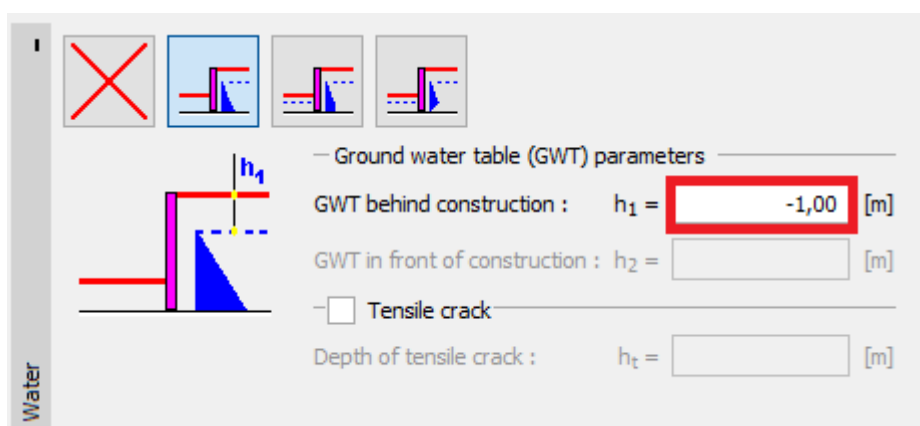 h1
Ground water table (GWT) parameters
GWT behind construction : h1 = -1,00 [m]
GWT in front of construction : h2 = [m]
Tensile crack
Depth of tensile crack : ht = [m]
Water